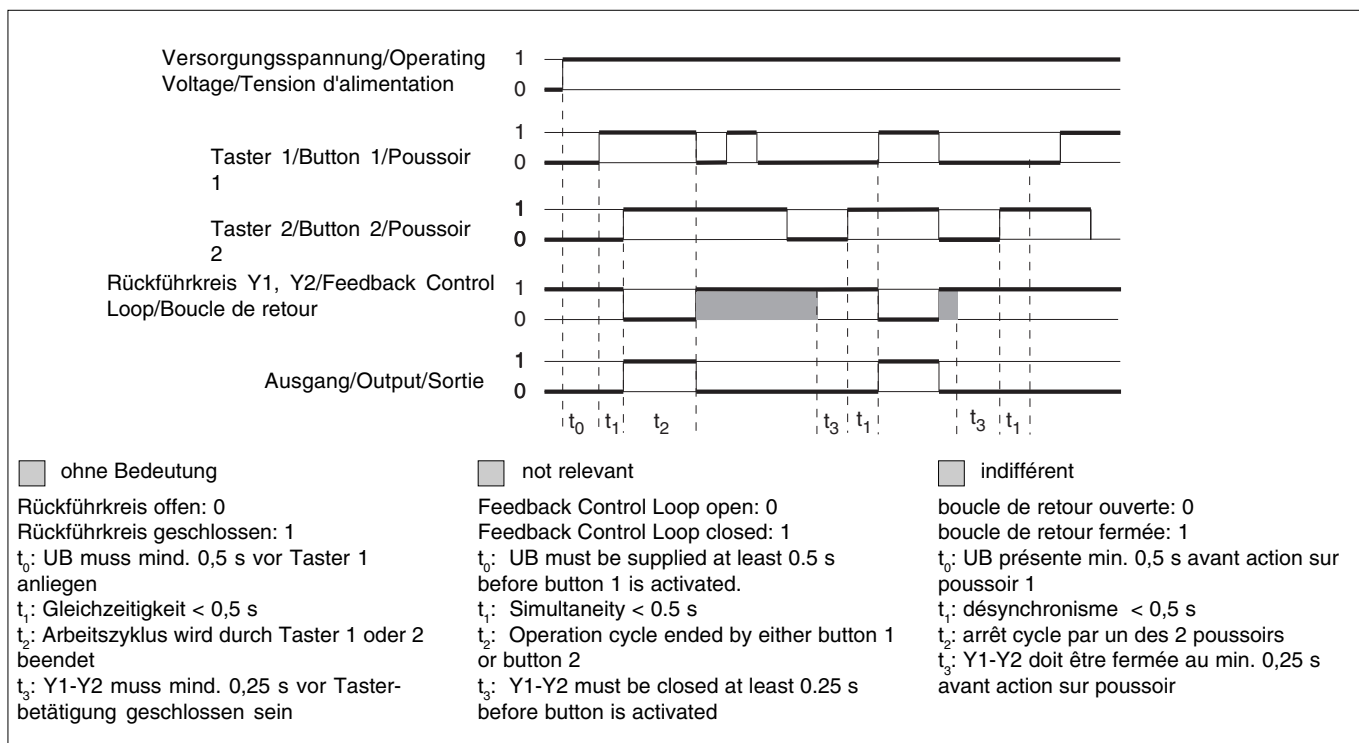 Versorgungsspannung/Operating
Voltage/Tension d'alimentation
1
0
Taster 1/Button 1/Poussoir
1
1
0
Taster 2/Button 2/Poussoir
2
1
0
Rückführkreis Y1, Y2/Feedback Control
Loop/Boucle de retour
1
0
Ausgang/Output/Sortie
1
0
t0 t1 t2 t3 t1 t3 t1
ohne Bedeutung
Rückführkreis offen: 0
Rückführkreis geschlossen: 1
t0: UB muss mind. 0,5 s vor Taster 1
anliegen
t1: Gleichzeitigkeit < 0,5 s
t2: Arbeitszyklus wird durch Taster 1 oder 2
beendet
t3: Y1-Y2 muss mind. 0,25 s vor Taster-
betätigung geschlossen sein
not relevant
Feedback Control Loop open: 0
Feedback Control Loop closed: 1
t0: UB must be supplied at least 0.5 s
before button 1 is activated.
t1: Simultaneity < 0.5 s
t2: Operation cycle ended by either button 1
or button 2
t3: Y1-Y2 must be closed at least 0.25 s
before button is activated
indifférent
boucle de retour ouverte: 0
boucle de retour fermée: 1
t0: UB présente min. 0,5 s avant action sur
poussoir 1
t1: désynchronisme < 0,5 s
t2: arrêt cycle par un des 2 poussoirs
t3: Y1-Y2 doit être fermée au min. 0,25 s
avant action sur poussoir